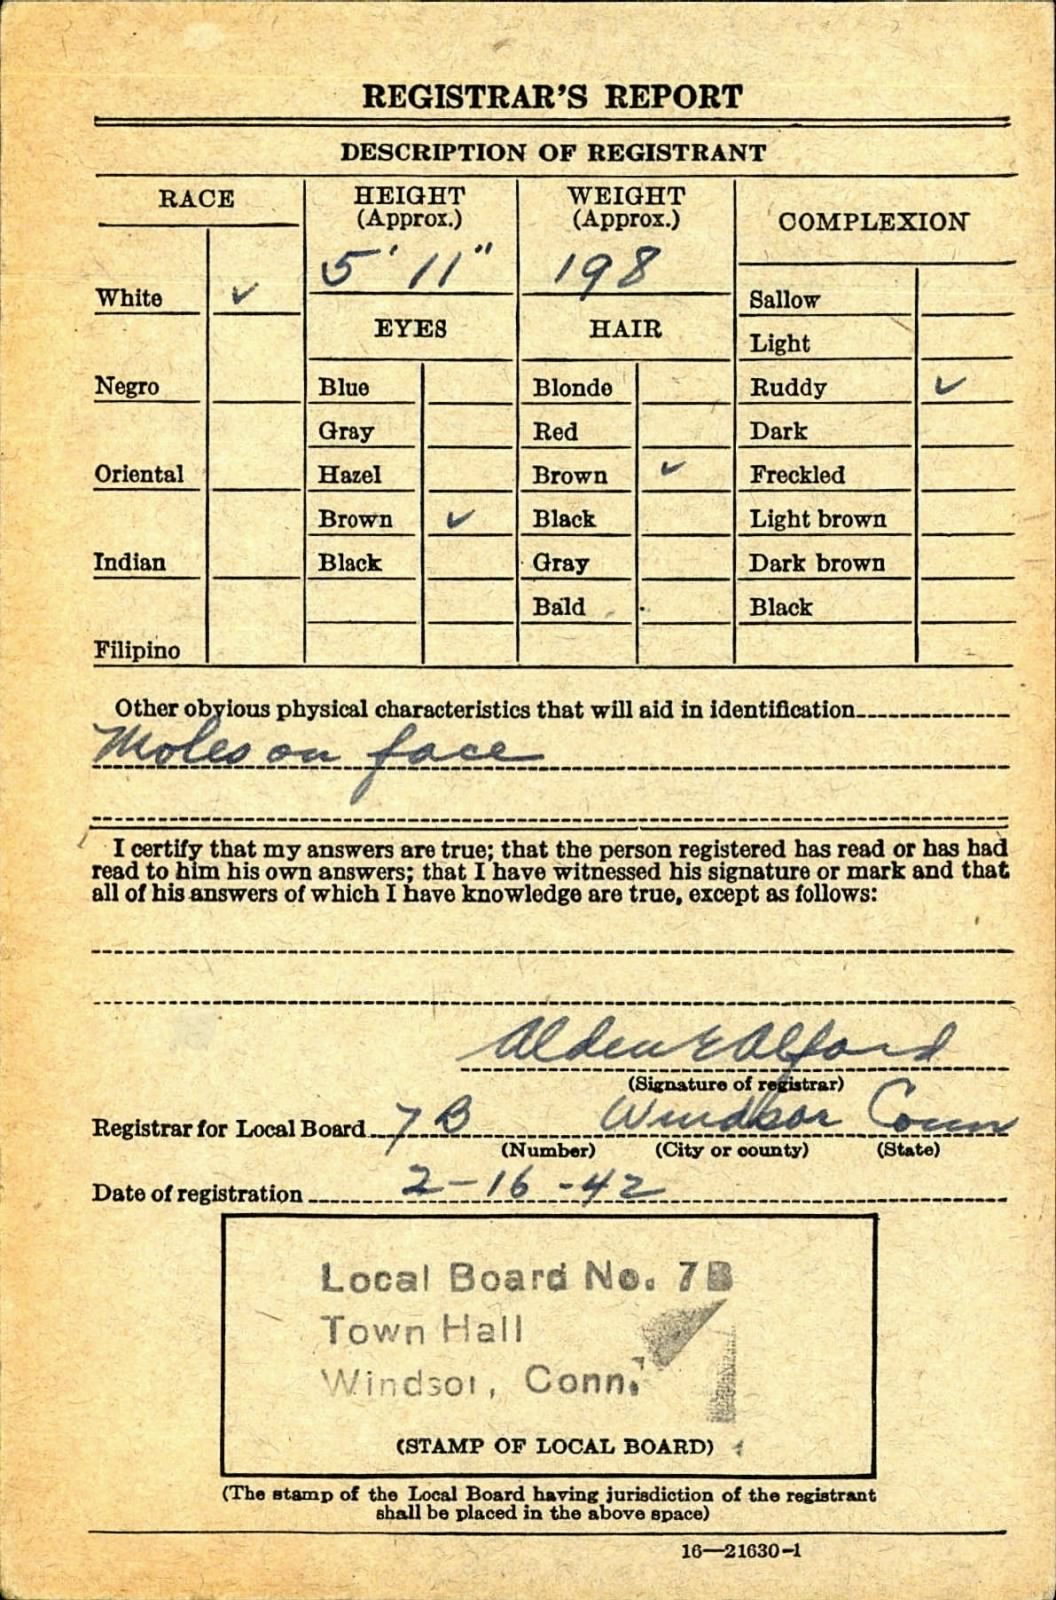 REGISTRAR'S REPORT
DESCRIPTION OF REGISTRANT
RACE HEIGHT WEIGHT COMPLEXION
(Approx.) (Approx.)
5' 11" 198
White ✓ Sallow
EYES HAIR
Light
Negro Blue Blonde Ruddy ✓
Gray Red Dark
Oriental Hazel Brown ✓ Freckled
Brown ✓ Black Light brown
Indian Black Gray Dark brown
Bald Black
Filipino
Other obvious physical characteristics that will aid in identification
Moles on face
I certify that my answers are true; that the person registered has read or has had
read to him his own answers; that I have witnessed his signature or mark and that
all of his answers of which I have knowledge are true, except as follows:
Alden E Alford
(Signature of registrar)
Registrar for Local Board 7B Windsor Conn
(Number) (City or county) (State)
Date of registration 2-16-42
Local Board No. 7B
Town Hall
Windsor, Conn.
(STAMP OF LOCAL BOARD)
(The stamp of the Local Board having jurisdiction of the registrant
shall be placed in the above space)
16—21630-1